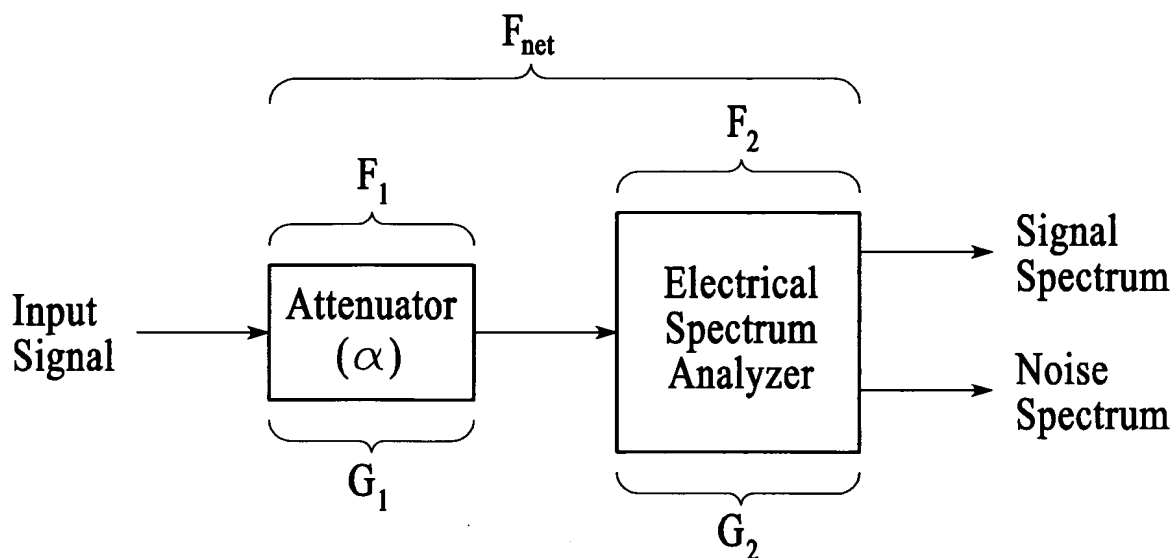 F_net
F_2
F_1
Input
Signal
Attenuator
(α)
Electrical
Spectrum
Analyzer
Signal
Spectrum
Noise
Spectrum
G_1
G_2